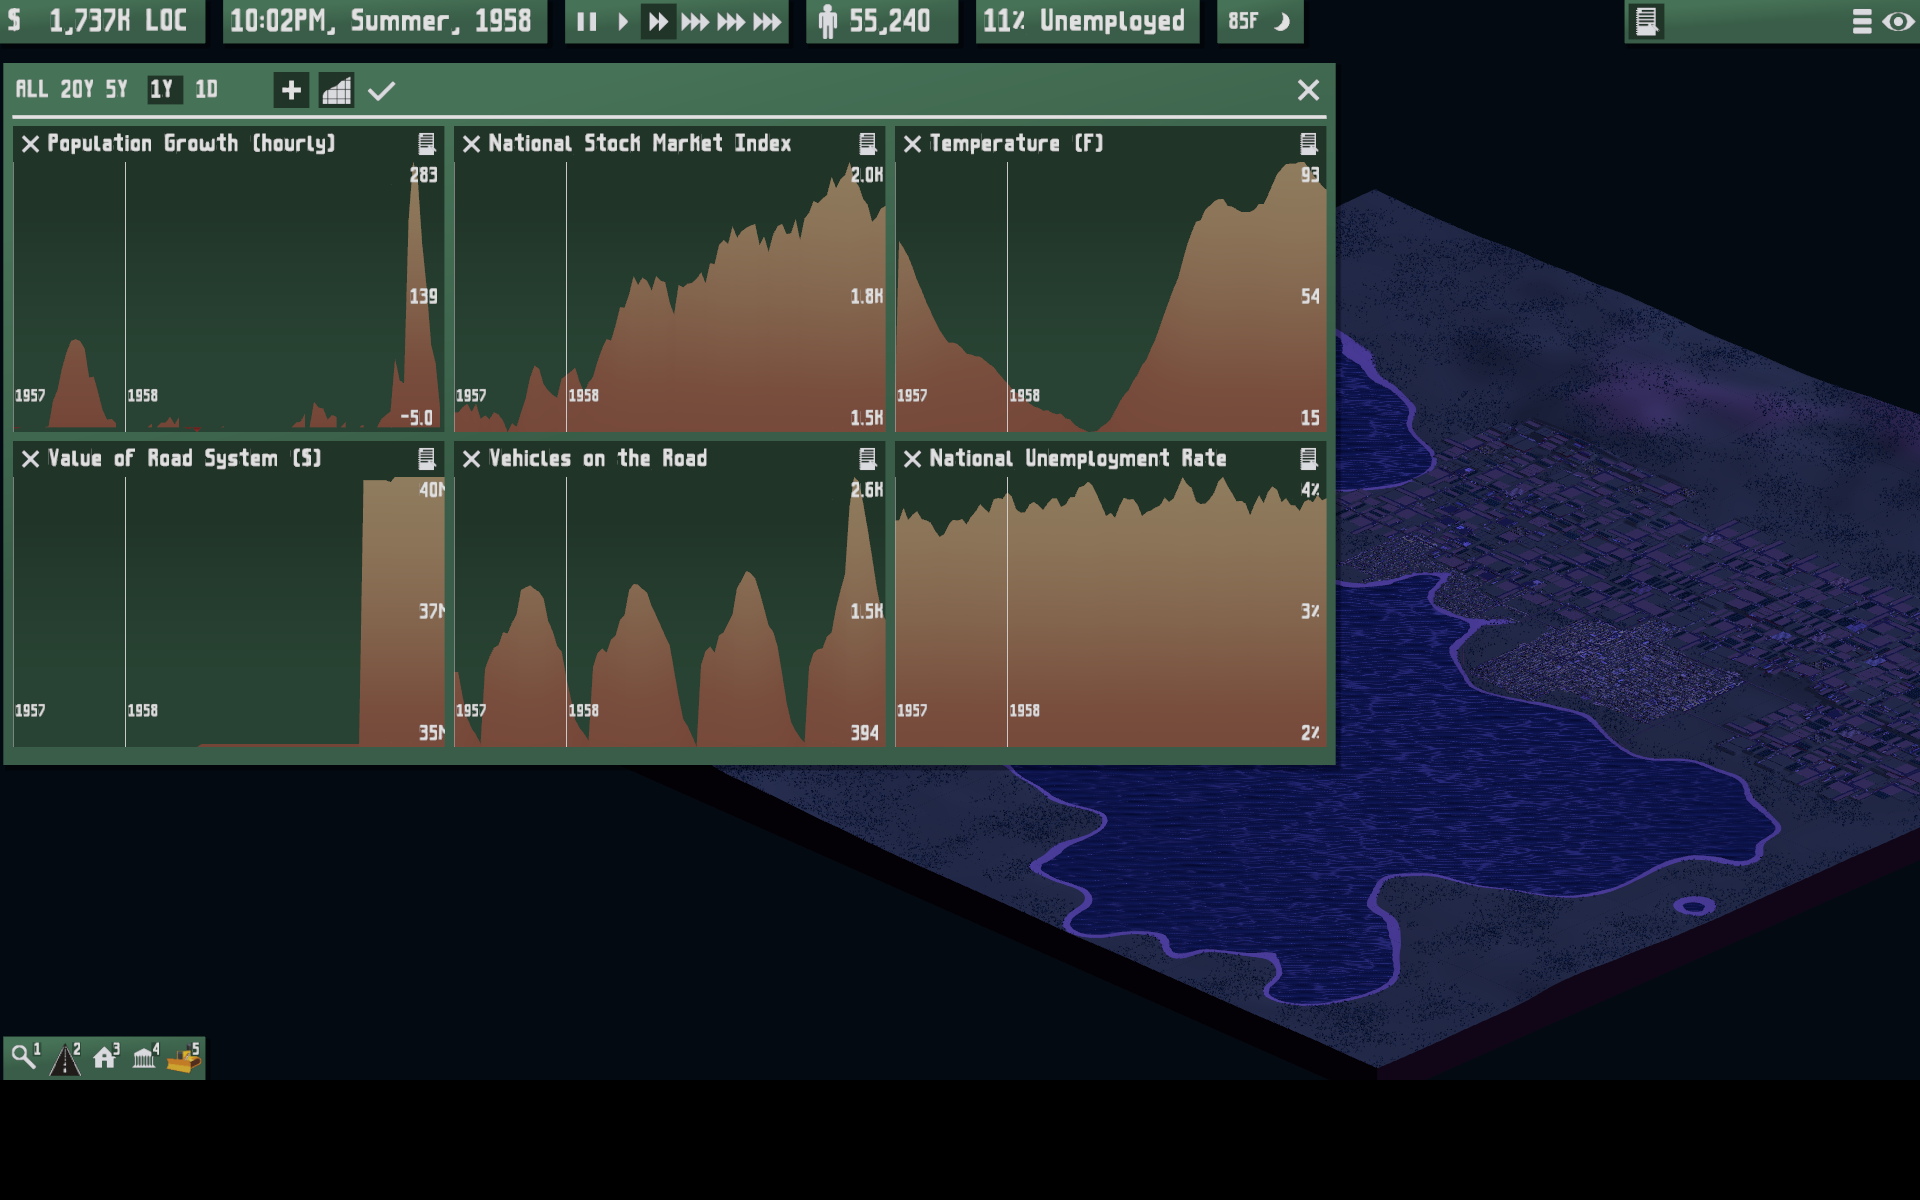 $ 1,737K LOC
10:02PM, Summer, 1958
55,240
11% Unemployed
85F
ALL 20Y 5Y 1Y 1D
Population Growth (hourly)
283
139
-5.0
1957
1958
National Stock Market Index
2.0K
1.8K
1.5K
1957
1958
Temperature (F)
93
54
15
1957
1958
Value of Road System ($)
40M
37M
35M
1957
1958
Vehicles on the Road
2.6K
1.5K
394
1957
1958
National Unemployment Rate
4%
3%
2%
1957
1958
1 2 3 4 5